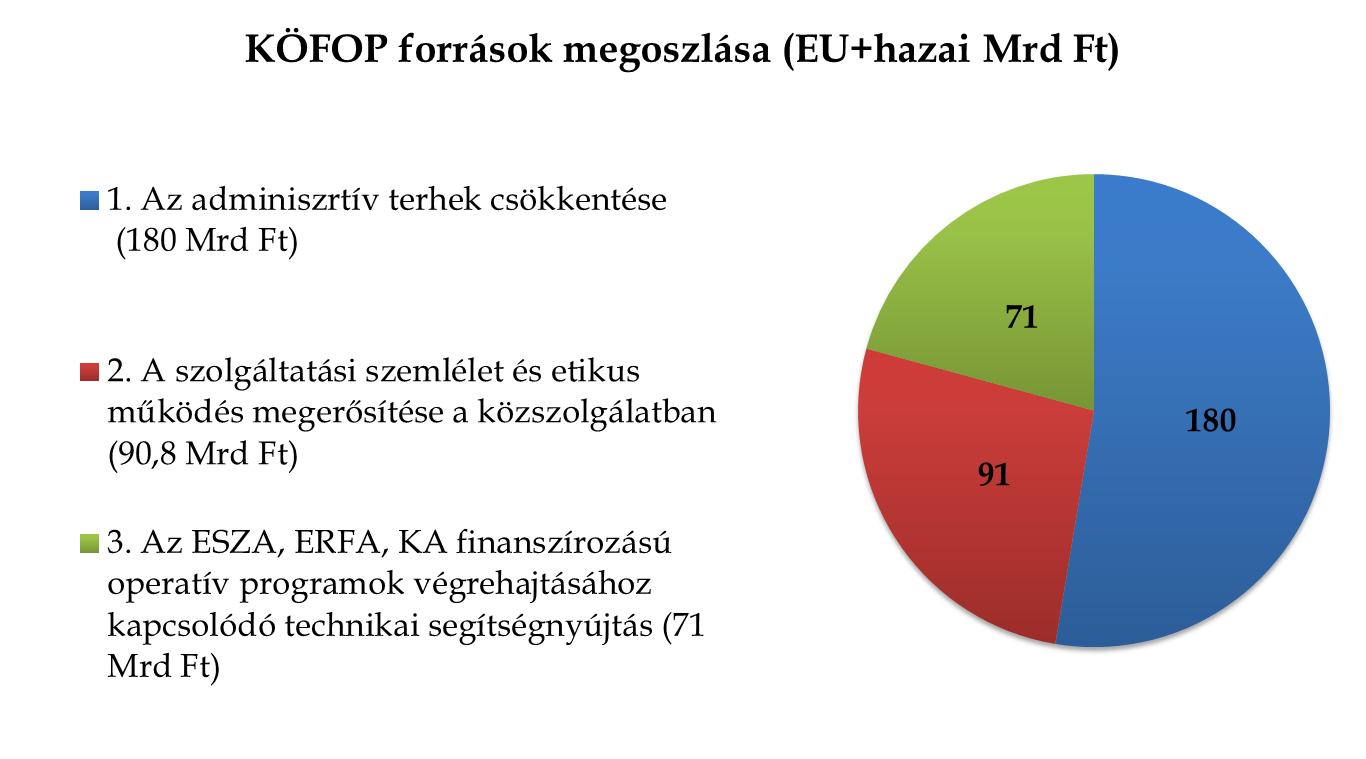 KÖFOP források megoszlása (EU+hazai Mrd Ft)
1. Az adminiszrtív terhek csökkentése
(180 Mrd Ft)
2. A szolgáltatási szemlélet és etikus
működés megerősítése a közszolgálatban
(90,8 Mrd Ft)
3. Az ESZA, ERFA, KA finanszírozású
operatív programok végrehajtásához
kapcsolódó technikai segítségnyújtás (71
Mrd Ft)
71
180
91